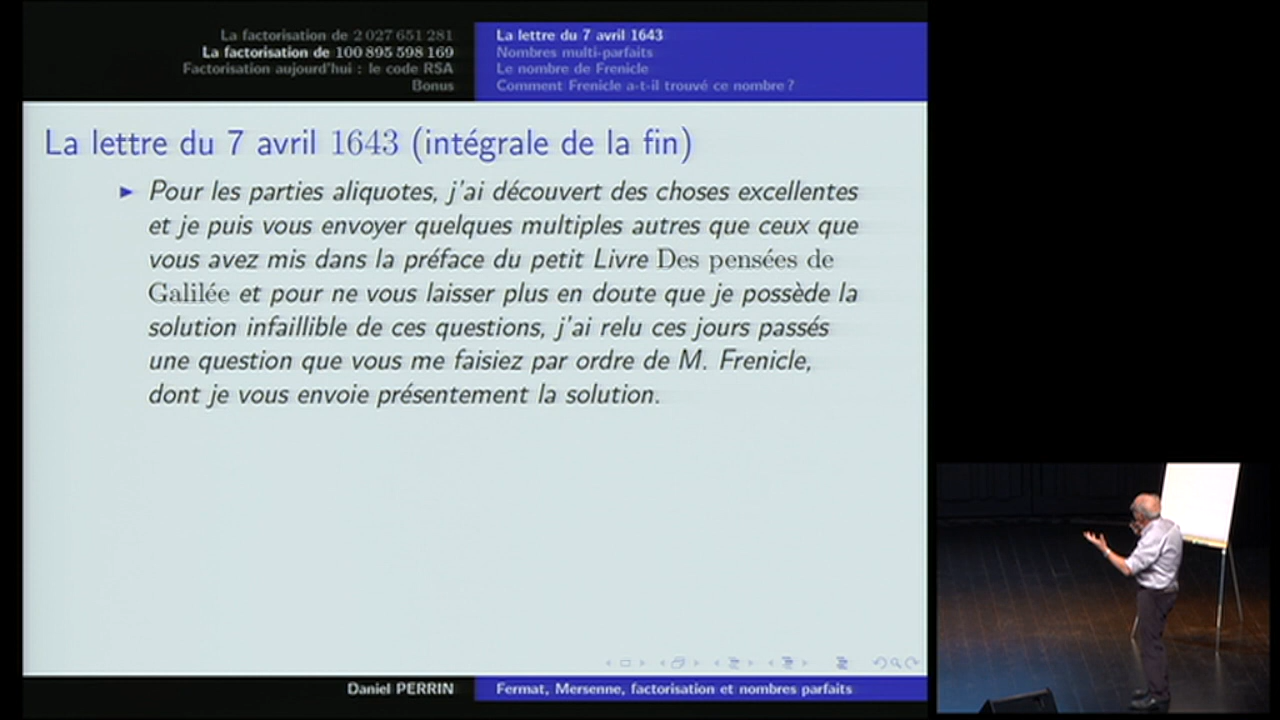 La factorisation de 2 027 651 281
La factorisation de 100 895 598 169
Factorisation aujourd'hui : le code RSA
Bonus
La lettre du 7 avril 1643
Nombres multi-parfaits
Le nombre de Frenicle
Comment Frenicle a-t-il trouvé ce nombre ?
La lettre du 7 avril 1643 (intégrale de la fin)
Pour les parties aliquotes, j'ai découvert des choses excellentes
et je puis vous envoyer quelques multiples autres que ceux que
vous avez mis dans la préface du petit Livre Des pensées de
Galilée et pour ne vous laisser plus en doute que je possède la
solution infaillible de ces questions, j'ai relu ces jours passés
une question que vous me faisiez par ordre de M. Frenicle,
dont je vous envoie présentement la solution.
Daniel PERRIN
Fermat, Mersenne, factorisation et nombres parfaits